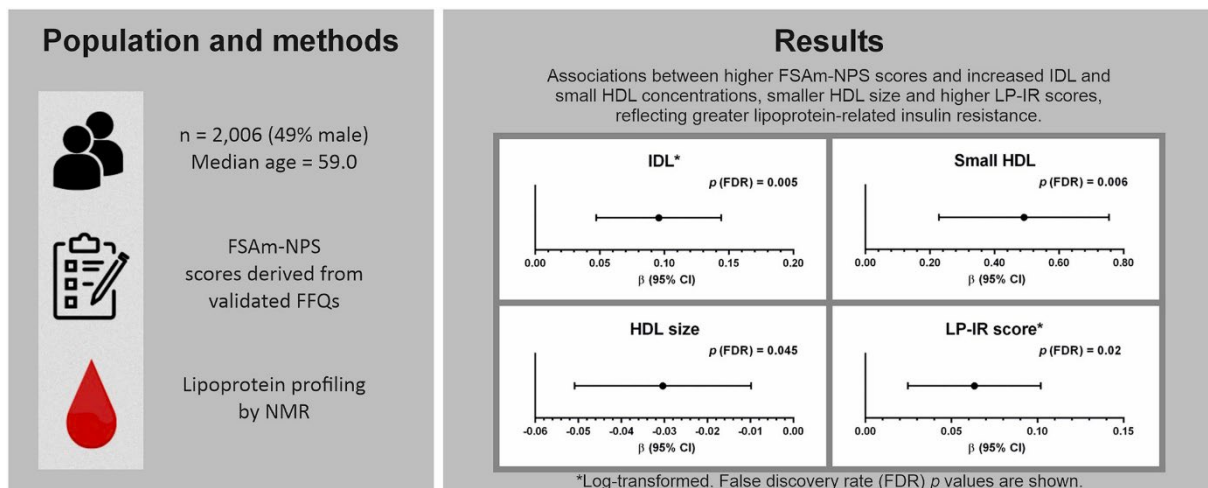 Population and methods
n = 2,006 (49% male)
Median age = 59.0
FSAm-NPS
scores derived from
validated FFQs
Lipoprotein profiling
by NMR
Results
Associations between higher FSAm-NPS scores and increased IDL and
small HDL concentrations, smaller HDL size and higher LP-IR scores,
reflecting greater lipoprotein-related insulin resistance.
IDL*
p (FDR) = 0.005
0.00 0.05 0.10 0.15 0.20
β (95% CI)
Small HDL
p (FDR) = 0.006
0.00 0.20 0.40 0.60 0.80
β (95% CI)
HDL size
p (FDR) = 0.045
-0.06 -0.05 -0.04 -0.03 -0.02 -0.01 0.00
β (95% CI)
LP-IR score*
p (FDR) = 0.02
0.00 0.05 0.10 0.15
β (95% CI)
*Log-transformed. False discovery rate (FDR) p values are shown.